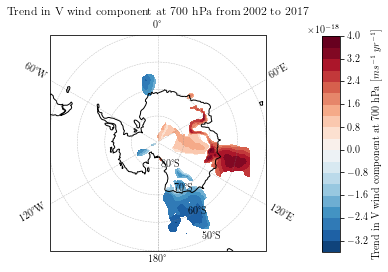 Trend in V wind component at 700 hPa from 2002 to 2017
0°
60°W
60°E
120°W
120°E
180°
80°S
70°S
60°S
50°S
×10⁻¹⁸
4.0
3.2
2.4
1.6
0.8
0.0
−0.8
−1.6
−2.4
−3.2
Trend in V wind component at 700 hPa [ms⁻¹ yr⁻¹]